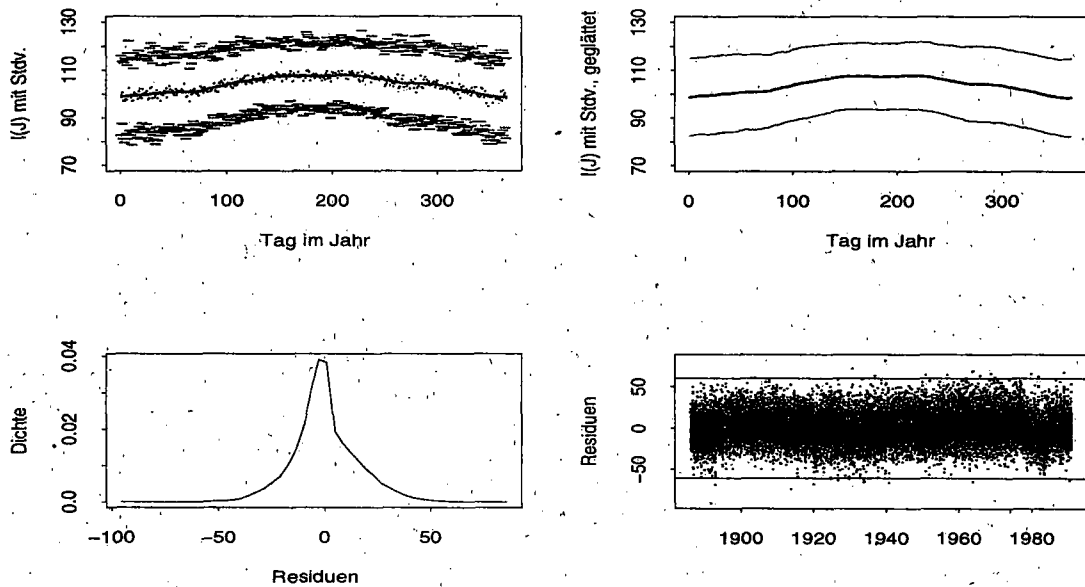 I(J) mit Stdv.
130
110
90
70
0 100 200 300
Tag im Jahr
I(J) mit Stdv., geglättet
130
110
90
70
0 100 200 300
Tag im Jahr
Dichte
0.04
0.02
0.0
-100 -50 0 50
Residuen
Residuen
50
0
-50
1900 1920 1940 1960 1980